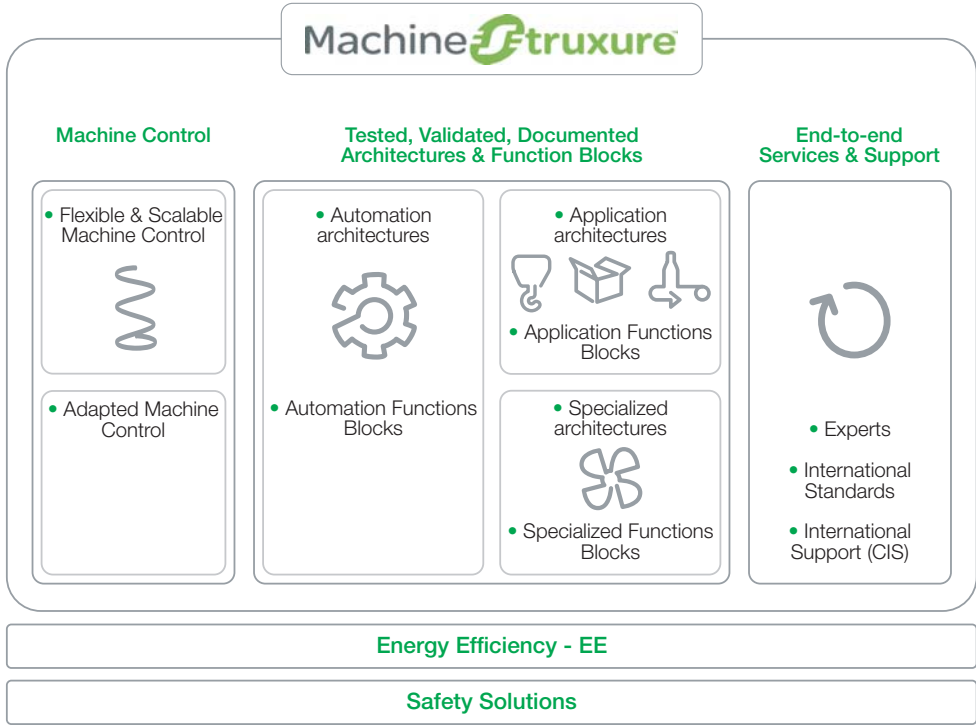 MachineStruxure™
Machine Control
• Flexible & Scalable
Machine Control
• Adapted Machine
Control
Tested, Validated, Documented
Architectures & Function Blocks
• Automation
architectures
• Automation Functions
Blocks
• Application
architectures
• Application Functions
Blocks
• Specialized
architectures
• Specialized Functions
Blocks
End-to-end
Services & Support
• Experts
• International
Standards
• International
Support (CIS)
Energy Efficiency - EE
Safety Solutions